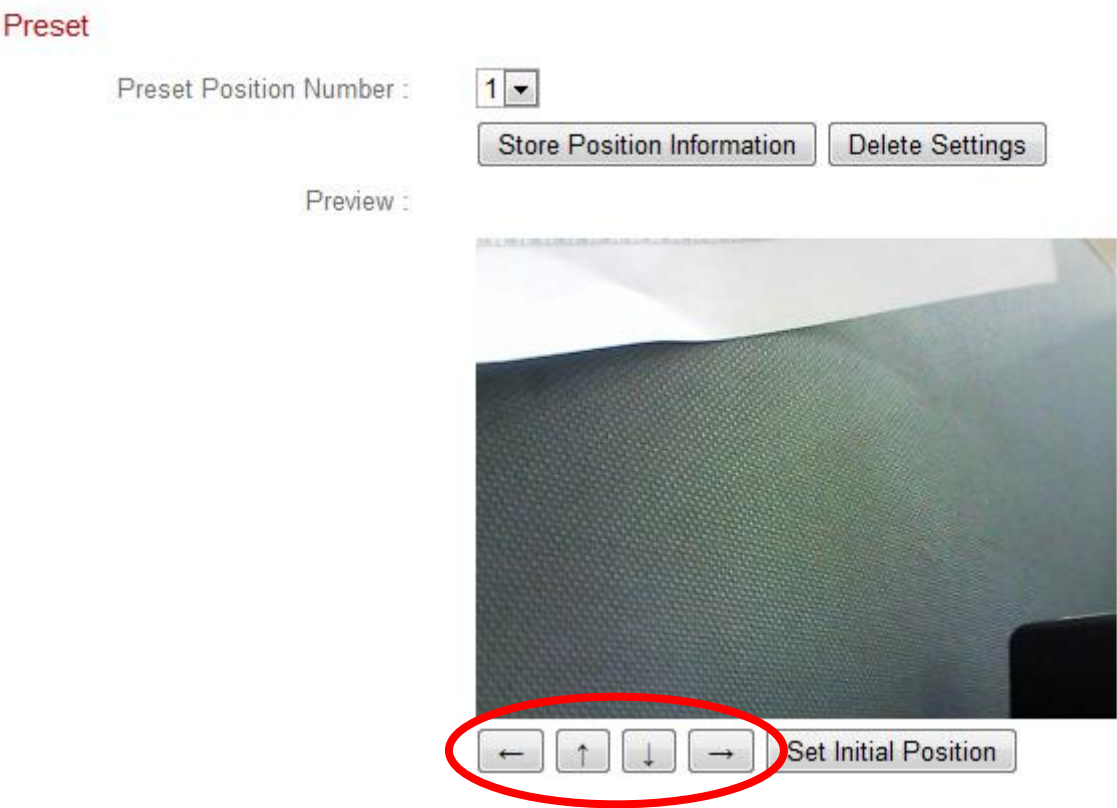 Preset
Preset Position Number : 1
Store Position Information Delete Settings
Preview :
← ↑ ↓ → Set Initial Position